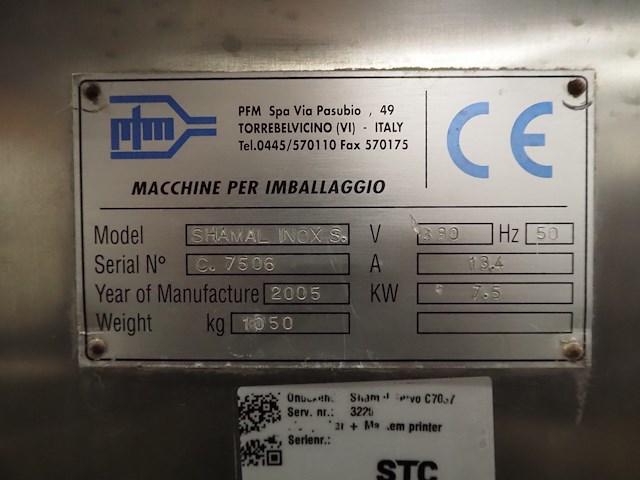 pfm
PFM Spa Via Pasubio , 49
TORREBELVICINO (VI) - ITALY
Tel.0445/570110 Fax 570175
CE
MACCHINE PER IMBALLAGGIO
Model SHAMAL INOX S. V 380 Hz 50
Serial N° C. 7506 A 13.4
Year of Manufacture 2005 KW 7.5
Weight kg 1050
Serv. nr.: 322
+ printer
Serienr.:
STC